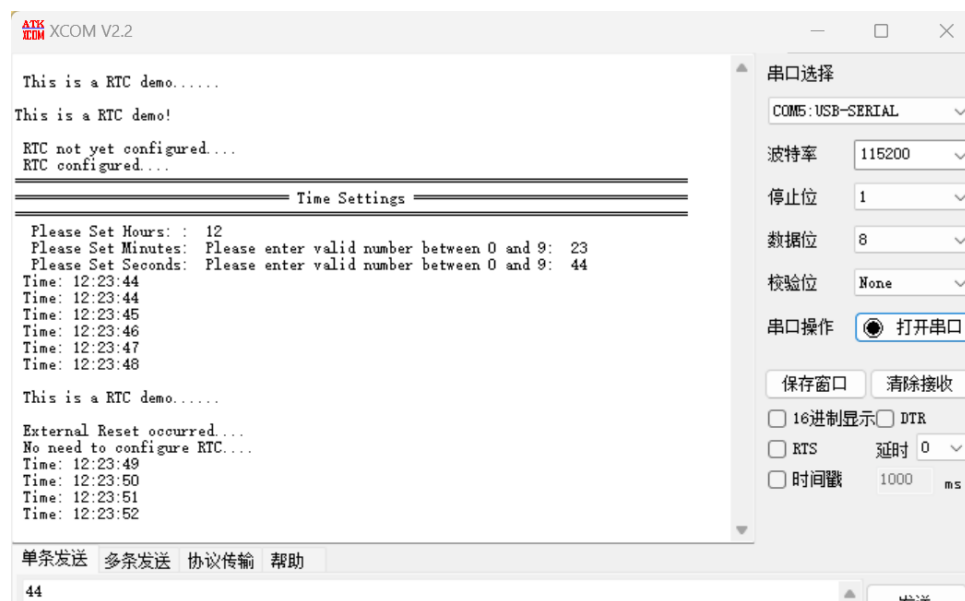 ATK XCOM XCOM V2.2
This is a RTC demo......
This is a RTC demo!
RTC not yet configured....
RTC configured....
================================================================================
================================= Time Settings =================================
================================================================================
Please Set Hours: :  12
Please Set Minutes:  Please enter valid number between 0 and 9:  23
Please Set Seconds:  Please enter valid number between 0 and 9:  44
Time: 12:23:44
Time: 12:23:44
Time: 12:23:45
Time: 12:23:46
Time: 12:23:47
Time: 12:23:48
This is a RTC demo......
External Reset occurred....
No need to configure RTC....
Time: 12:23:49
Time: 12:23:50
Time: 12:23:51
Time: 12:23:52
串口选择
COM5:USB-SERIAL
波特率 115200
停止位 1
数据位 8
校验位 None
串口操作 打开串口
保存窗口 清除接收
16进制显示 DTR
RTS 延时 0
时间戳 1000 ms
单条发送 多条发送 协议传输 帮助
44